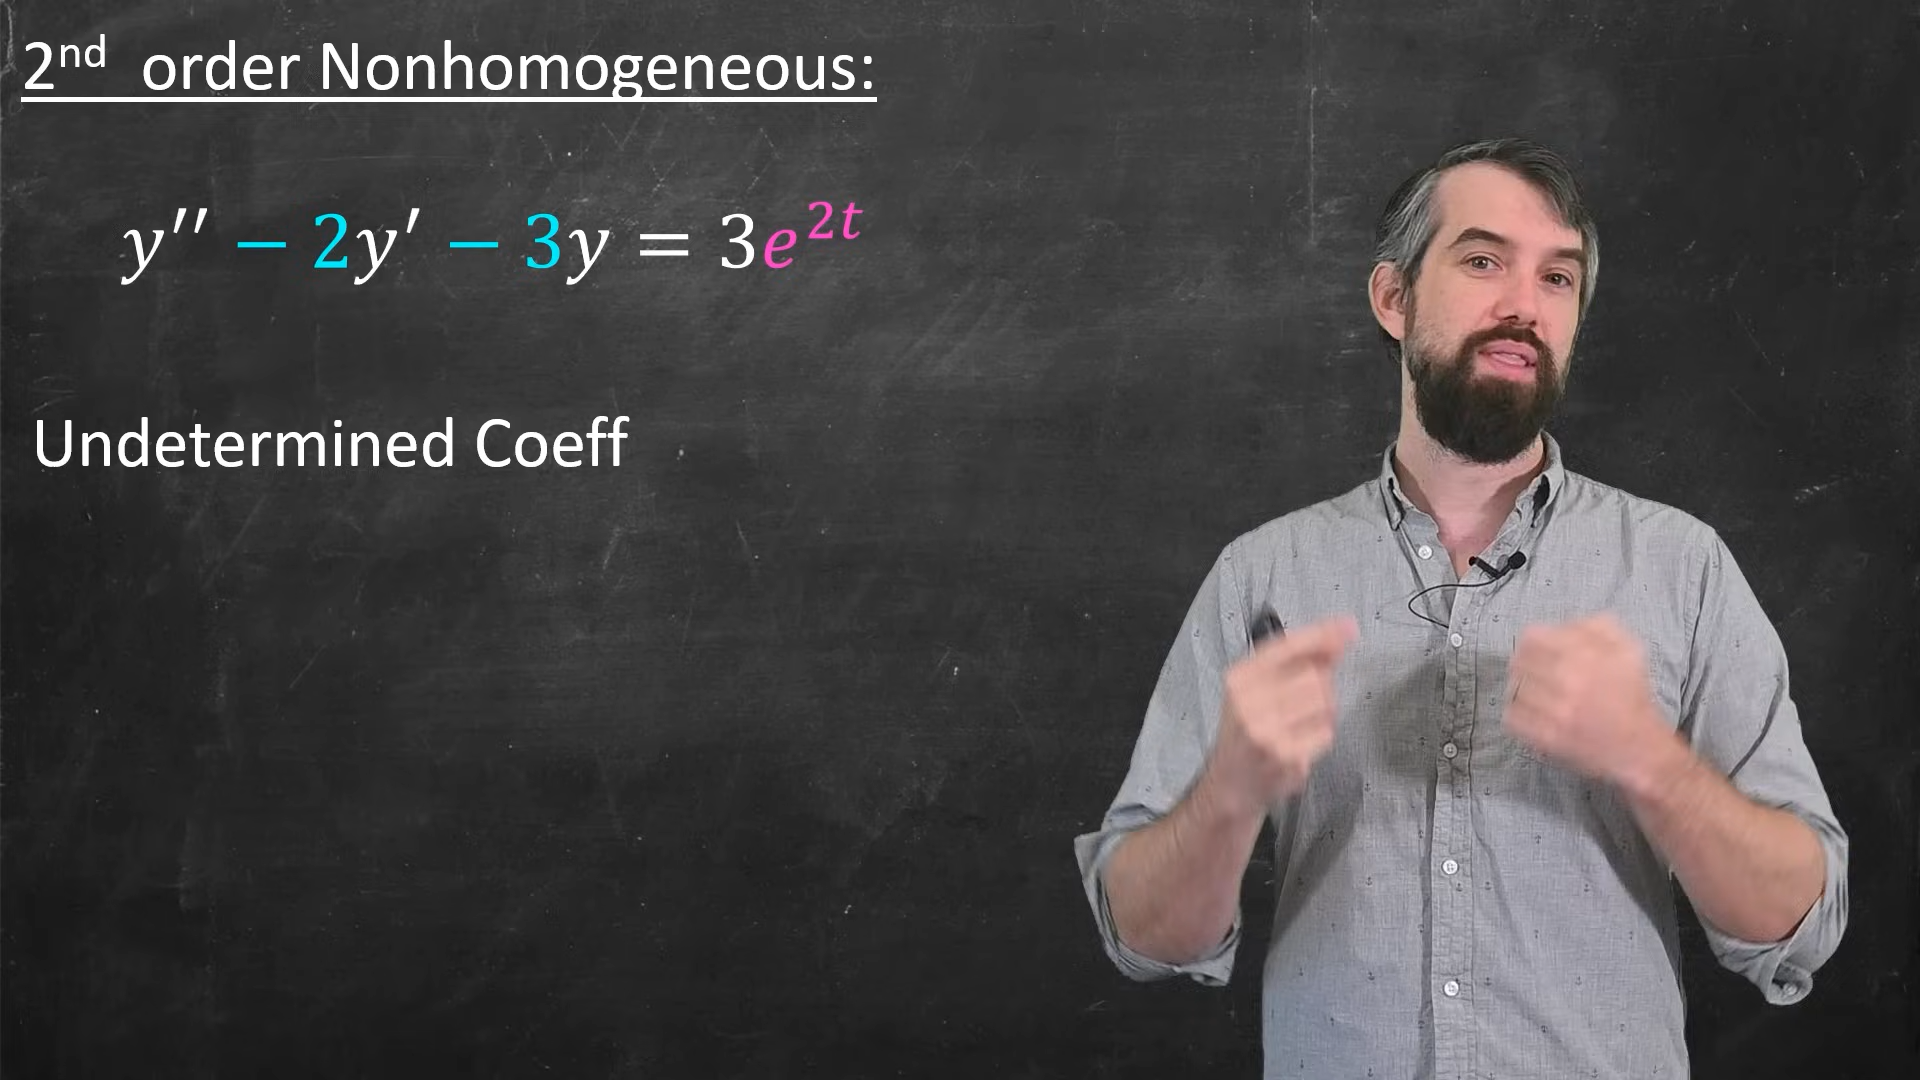 2nd order Nonhomogeneous:
y′′ − 2y′ − 3y = 3e^{2t}
Undetermined Coeff